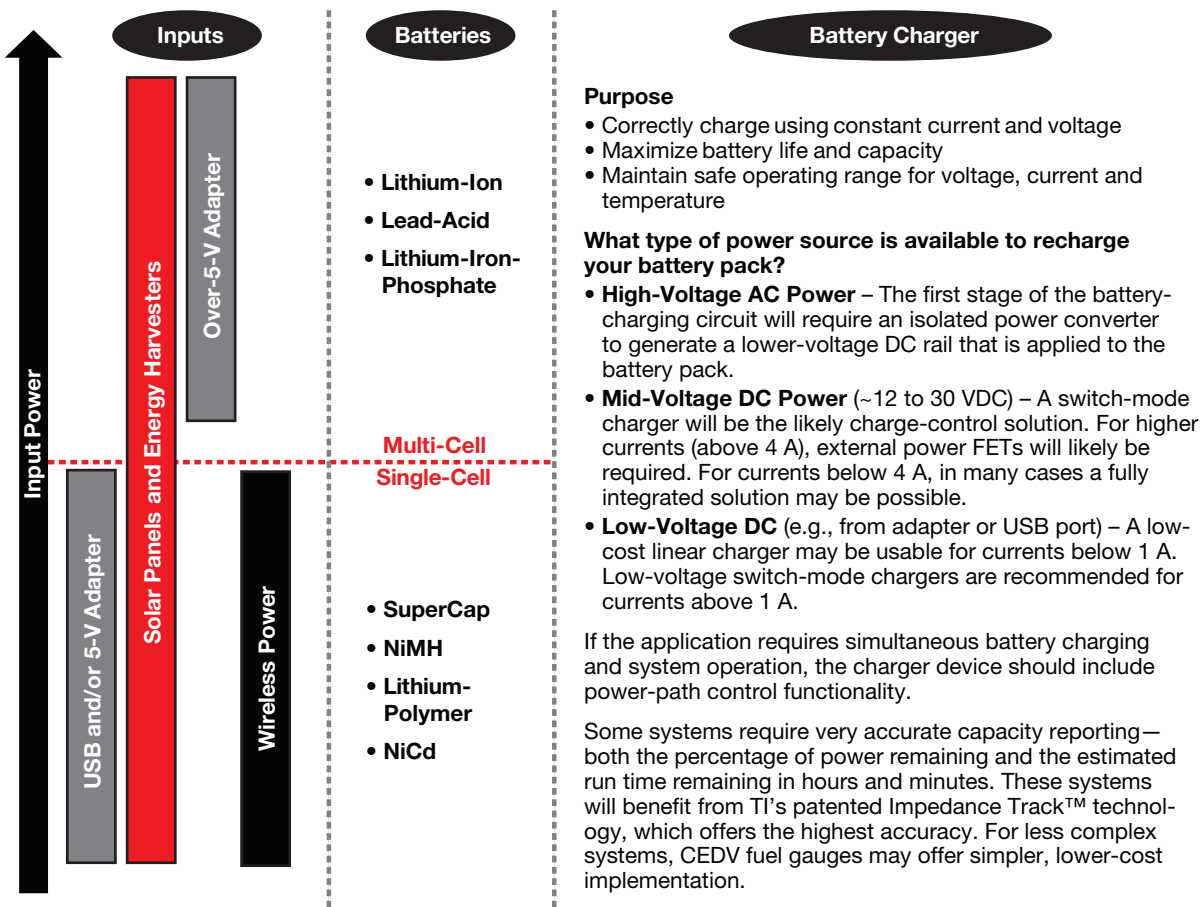 Inputs
Batteries
Battery Charger
Input Power
USB and/or 5-V Adapter
Solar Panels and Energy Harvesters
Over-5-V Adapter
Wireless Power
• Lithium-Ion
• Lead-Acid
• Lithium-Iron-
Phosphate
Multi-Cell
Single-Cell
• SuperCap
• NiMH
• Lithium-
Polymer
• NiCd
Purpose
• Correctly charge using constant current and voltage
• Maximize battery life and capacity
• Maintain safe operating range for voltage, current and
temperature
What type of power source is available to recharge
your battery pack?
• High-Voltage AC Power – The first stage of the battery-
charging circuit will require an isolated power converter
to generate a lower-voltage DC rail that is applied to the
battery pack.
• Mid-Voltage DC Power (~12 to 30 VDC) – A switch-mode
charger will be the likely charge-control solution. For higher
currents (above 4 A), external power FETs will likely be
required. For currents below 4 A, in many cases a fully
integrated solution may be possible.
• Low-Voltage DC (e.g., from adapter or USB port) – A low-
cost linear charger may be usable for currents below 1 A.
Low-voltage switch-mode chargers are recommended for
currents above 1 A.
If the application requires simultaneous battery charging
and system operation, the charger device should include
power-path control functionality.
Some systems require very accurate capacity reporting—
both the percentage of power remaining and the estimated
run time remaining in hours and minutes. These systems
will benefit from TI's patented Impedance Track™ technol-
ogy, which offers the highest accuracy. For less complex
systems, CEDV fuel gauges may offer simpler, lower-cost
implementation.